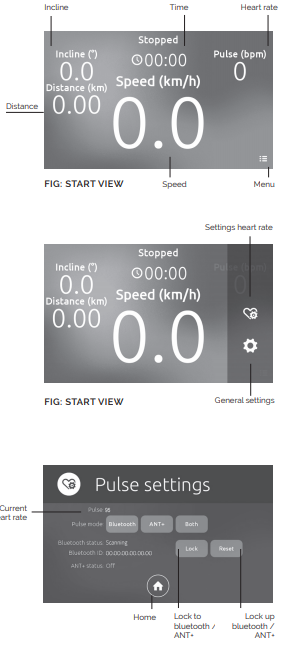 Incline
Time
Heart rate
Stopped
Incline (°)
00:00
Pulse (bpm)
0.0
0
Distance (km)
Speed (km/h)
Distance
0.00
0.0
FIG: START VIEW
Speed
Menu
Settings heart rate
Stopped
Incline (°)
00:00
Pulse (bpm)
0.0
0
Distance (km)
Speed (km/h)
0.00
0.0
FIG: START VIEW
General settings
Pulse settings
Current
Pulse
art rate
Pulse mode
Bluetooth
ANT+
Both
Bluetooth status
Scanning
Bluetooth ID
00:00:00:00:00:00
Lock
Reset
ANT+ status
Off
Home
Lock to
bluetooth /
ANT+
Lock up
bluetooth /
ANT+